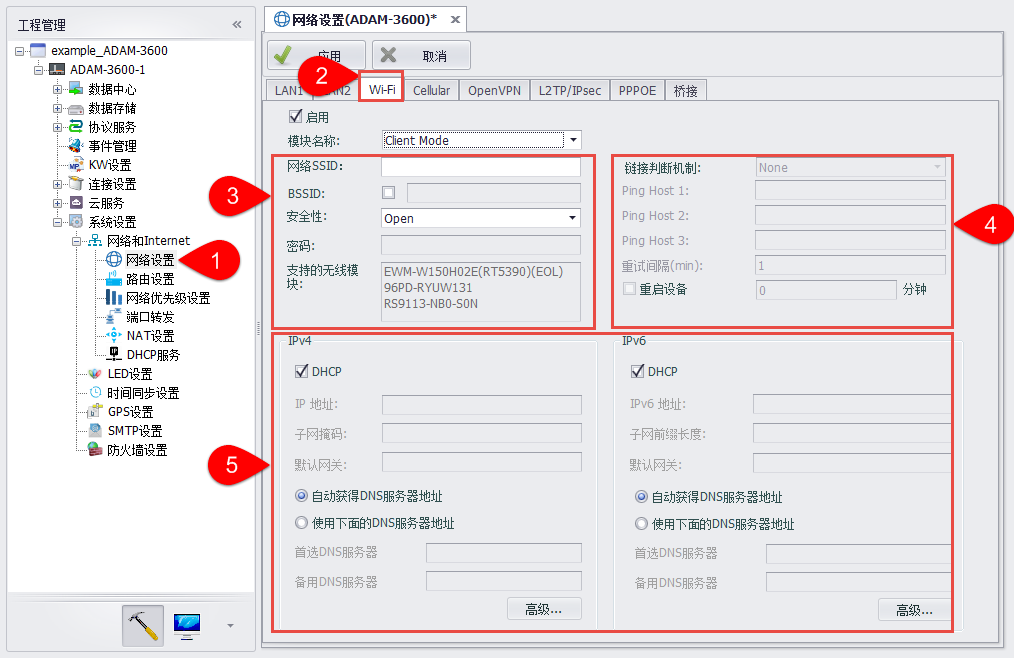 工程管理
example_ADAM-3600
ADAM-3600-1
数据中心
数据存储
协议服务
事件管理
KW设置
连接设置
云服务
系统设置
网络和Internet
网络设置
路由设置
网络优先级设置
端口转发
NAT设置
DHCP服务
LED设置
时间同步设置
GPS设置
SMTP设置
防火墙设置
1
网络设置(ADAM-3600)*
应用 取消
2
LAN1 LAN2 Wi-Fi Cellular OpenVPN L2TP/IPsec PPPOE 桥接
启用
模块名称: Client Mode
3
网络SSID:
BSSID:
安全性: Open
密码:
支持的无线模块:
EWM-W150H02E(RT5390)(EOL)
96PD-RYUW131
RS9113-NB0-S0N
4
链接判断机制: None
Ping Host 1:
Ping Host 2:
Ping Host 3:
重试间隔(min): 1
重启设备 0 分钟
5
IPv4
DHCP
IP 地址:
子网掩码:
默认网关:
自动获得DNS服务器地址
使用下面的DNS服务器地址
首选DNS服务器
备用DNS服务器
高级...
IPv6
DHCP
IPv6 地址:
子网前缀长度:
默认网关:
自动获得DNS服务器地址
使用下面的DNS服务器地址
首选DNS服务器
备用DNS服务器
高级...